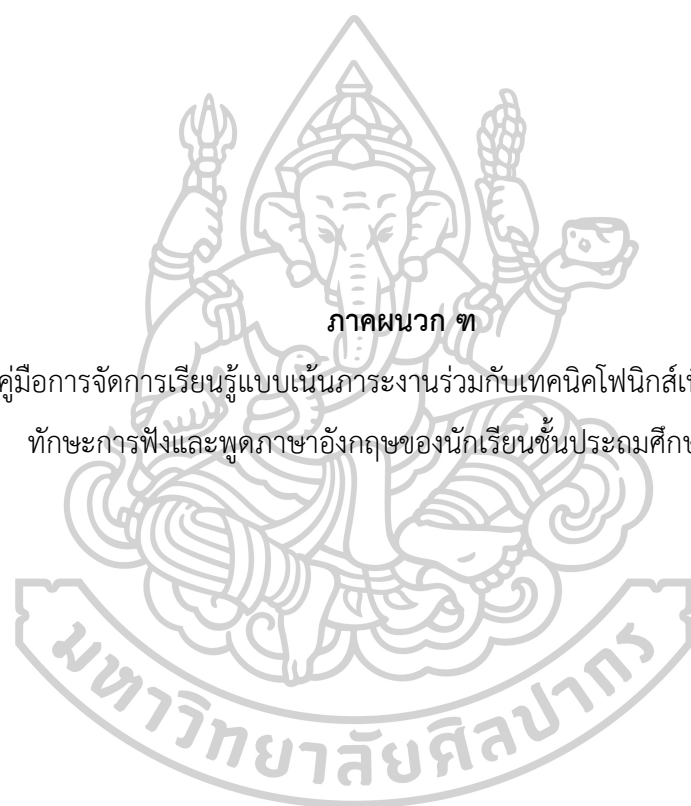 ภาคผนวก ฑ
คู่มือการจัดการเรียนรู้แบบเน้นภาระงานร่วมกับเทคนิคโฟนิกส์
ทักษะการฟังและพูดภาษาอังกฤษของนักเรียนชั้น
มหาวิทยาลัยศิลปากร